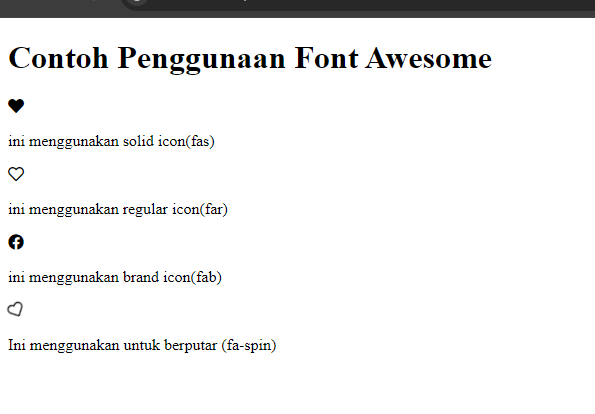 Contoh Penggunaan Font Awesome
ini menggunakan solid icon(fas)
ini menggunakan regular icon(far)
ini menggunakan brand icon(fab)
Ini menggunakan untuk berputar (fa-spin)